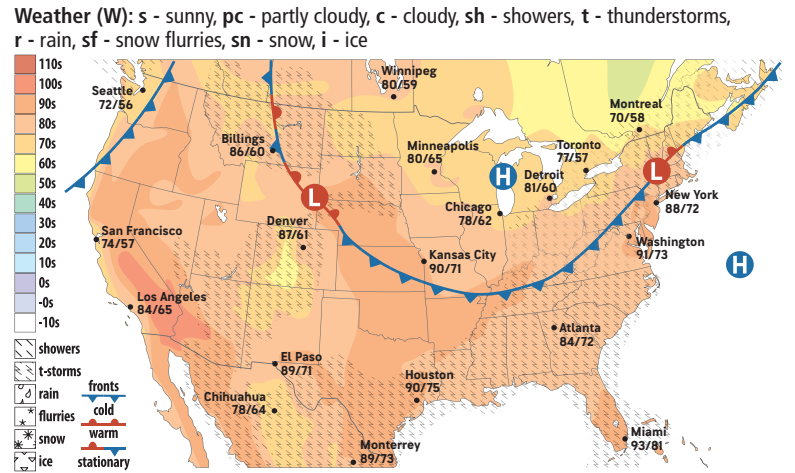 Weather (W): s - sunny, pc - partly cloudy, c - cloudy, sh - showers, t - thunderstorms,
r - rain, sf - snow flurries, sn - snow, i - ice
110s
100s
90s
80s
70s
60s
50s
40s
30s
20s
10s
0s
-0s
-10s
showers
t-storms
rain
flurries
snow
ice
fronts
cold
warm
stationary
Seattle
72/56
Winnipeg
80/59
Billings
86/60
Minneapolis
80/65
Montreal
70/58
Toronto
77/57
H
Detroit
81/60
L
L
New York
88/72
Chicago
78/62
San Francisco
74/57
Denver
87/61
Kansas City
90/71
Washington
91/73
H
Los Angeles
84/65
Atlanta
84/72
El Paso
89/71
Houston
90/75
Chihuahua
78/64
Monterrey
89/73
Miami
93/81